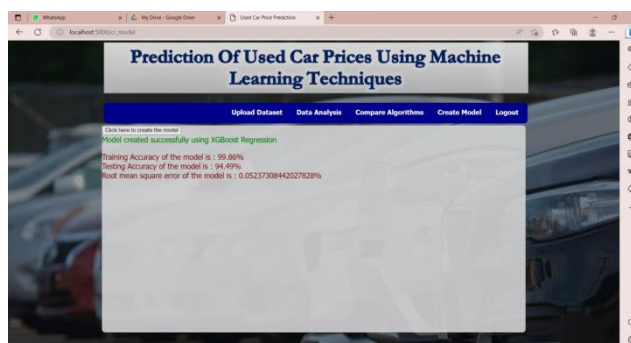 WhatsApp
My Drive - Google Drive
Used Car Price Prediction
localhost:5000/cr_model
Prediction Of Used Car Prices Using Machine
Learning Techniques
Upload Dataset Data Analysis Compare Algorithms Create Model Logout
Click here to create the model
Model created successfully using XGBoost Regression
Training Accuracy of the model is : 99.86%
Testing Accuracy of the model is : 94.49%
Root mean square error of the model is : 0.05237308442027828%